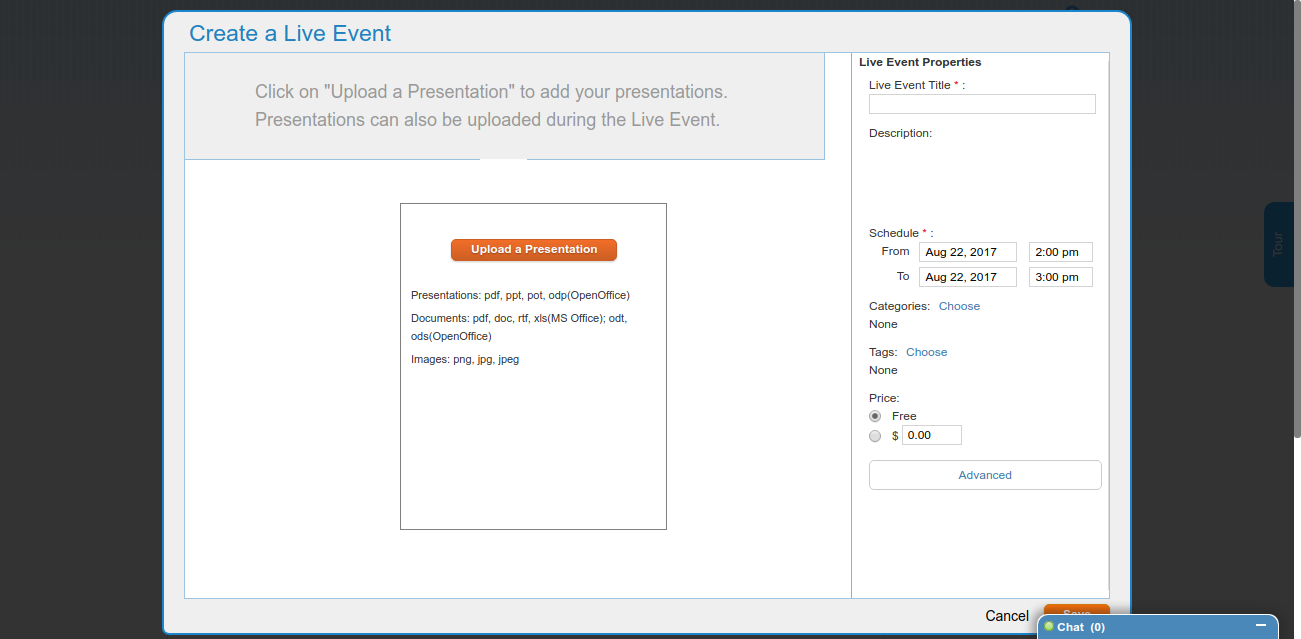 Create a Live Event
Click on "Upload a Presentation" to add your presentations.
Presentations can also be uploaded during the Live Event.
Upload a Presentation
Presentations: pdf, ppt, pot, odp(OpenOffice)
Documents: pdf, doc, rtf, xls(MS Office); odt,
ods(OpenOffice)
Images: png, jpg, jpeg
Live Event Properties
Live Event Title * :
Description:
Schedule * :
From Aug 22, 2017 2:00 pm
To Aug 22, 2017 3:00 pm
Categories: Choose
None
Tags: Choose
None
Price:
Free
$ 0.00
Advanced
Cancel Save
Chat (0)
Tour